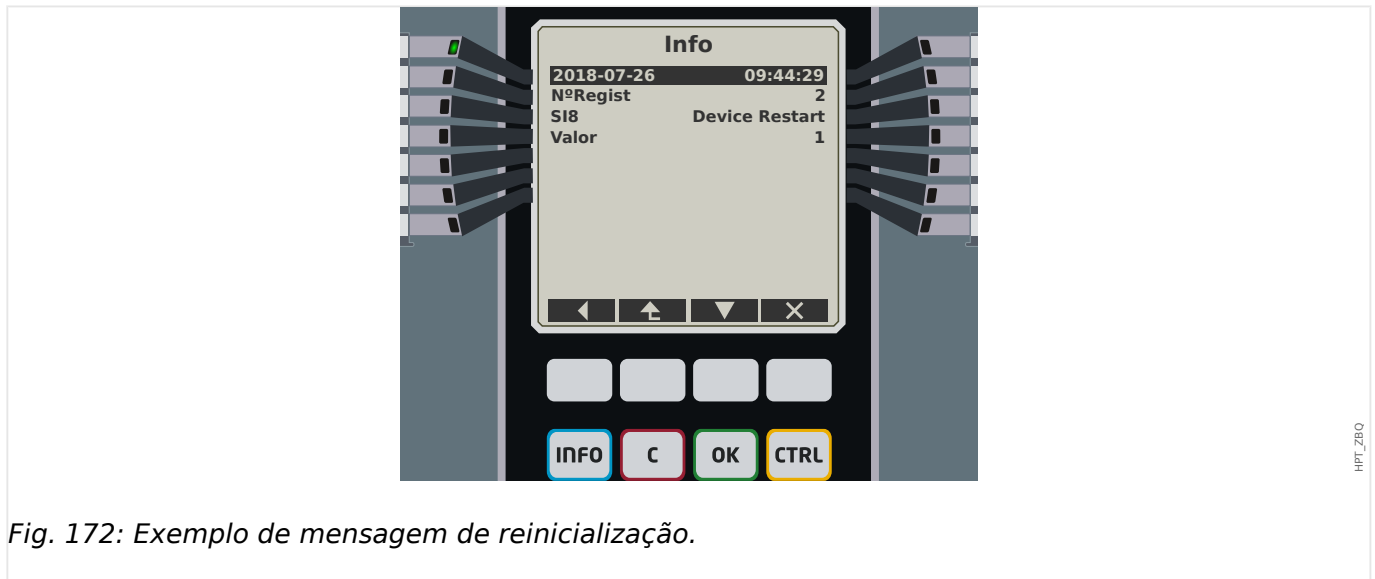 Info
2018-07-26 09:44:29
NºRegist 2
SI8 Device Restart
Valor 1
INFO C OK CTRL
HPT_ZBQ
Fig. 172: Exemplo de mensagem de reinicialização.